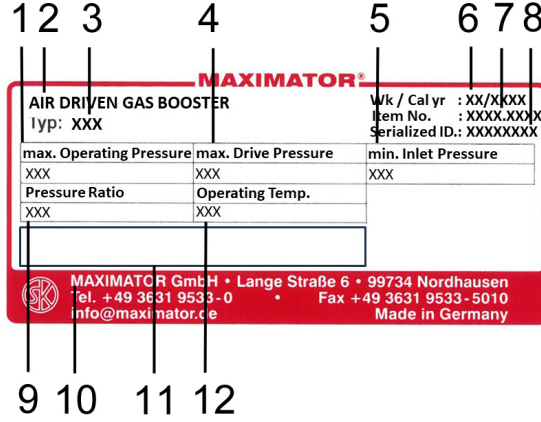 1 2 3 4 5 6 7 8
MAXIMATOR®
AIR DRIVEN GAS BOOSTER
Typ: XXX
Wk / Cal yr : XX/XXXX
Item No. : XXXX.XXXX
Serialized ID.: XXXXXXXX
max. Operating Pressure max. Drive Pressure min. Inlet Pressure
XXX XXX XXX
Pressure Ratio Operating Temp.
XXX XXX
SK
MAXIMATOR GmbH • Lange Straße 6 • 99734 Nordhausen
Tel. +49 3631 9533-0 • Fax +49 3631 9533-5010
info@maximator.de Made in Germany
9 10 11 12